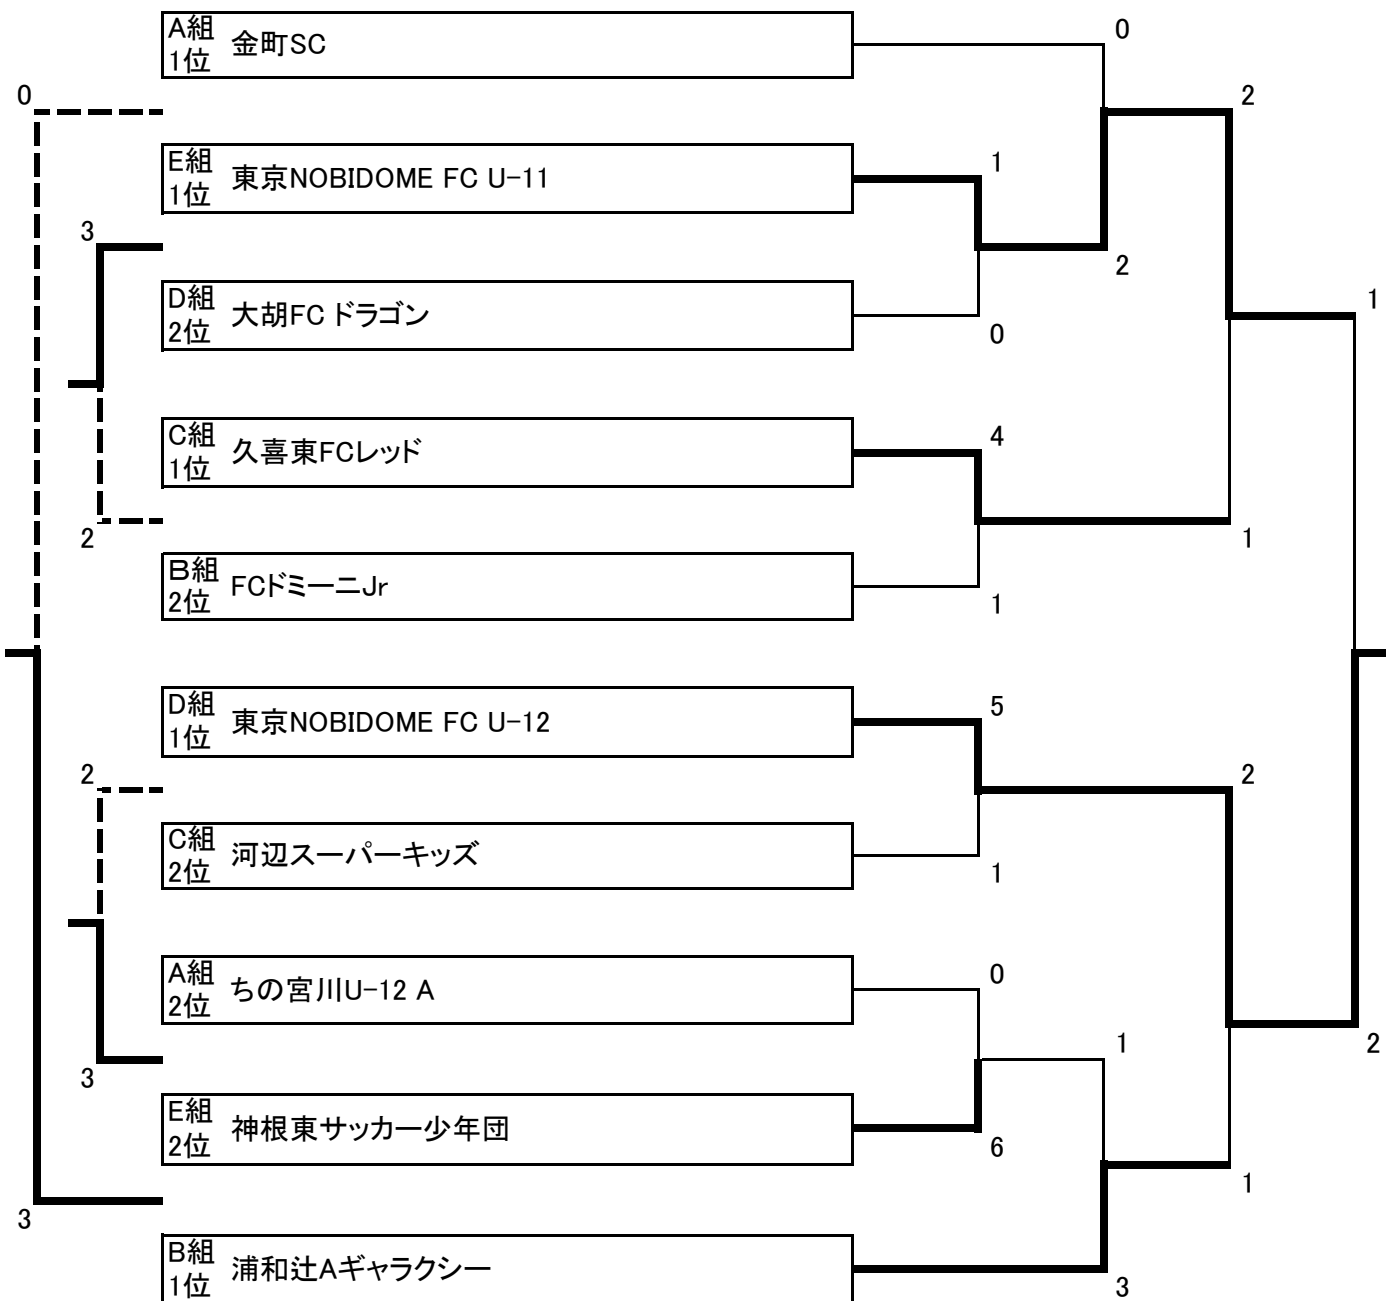 A組
1位
金町SC
0
0
2
E組
1位
東京NOBIDOME FC U-11
1
3
2
D組
2位
大胡FC ドラゴン
1
0
C組
1位
久喜東FCレッド
4
2
1
B組
2位
FCドミーニJr
1
D組
1位
東京NOBIDOME FC U-12
5
2
2
C組
2位
河辺スーパーキッズ
1
A組
2位
ちの宮川U-12 A
0
1
2
3
E組
2位
神根東サッカー少年団
6
1
3
B組
1位
浦和辻Aギャラクシー
3